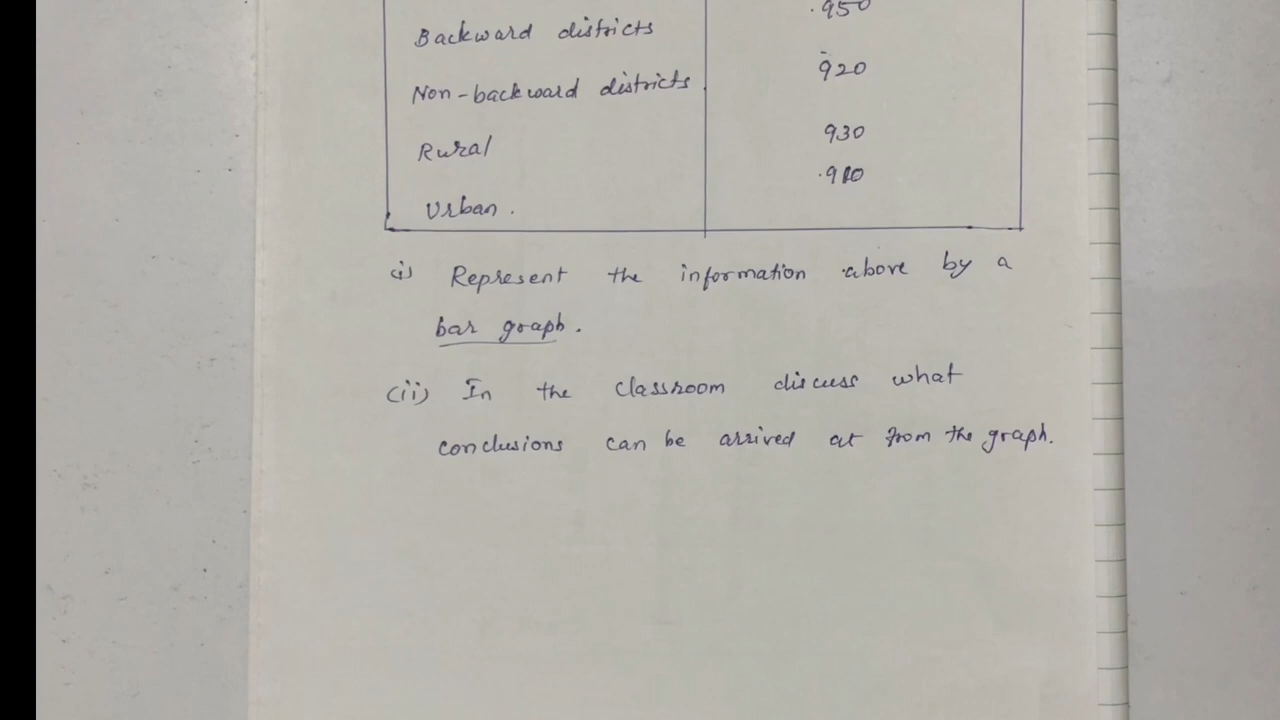 .950
Backward districts
920
Non-backward districts
930
Rural
.910
Urban.
(i) Represent the information above by a
bar graph.
(ii) In the classroom discuss what
conclusions can be arrived at from the graph.